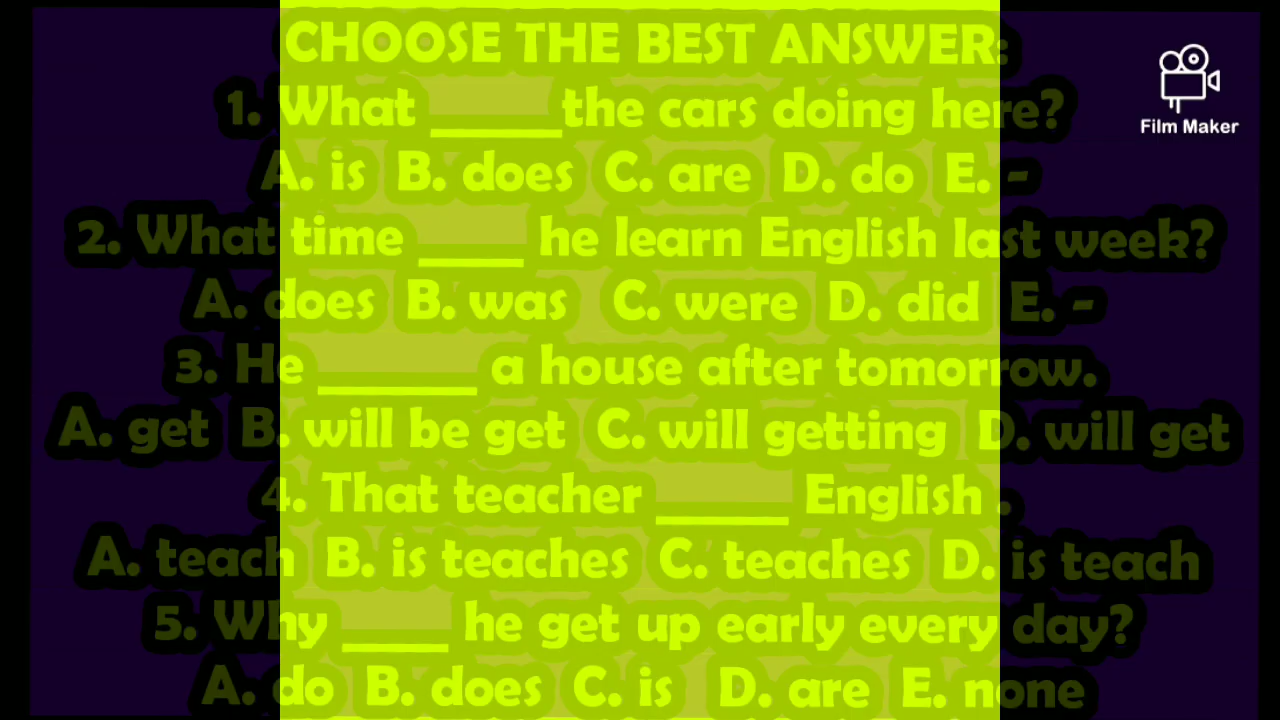 CHOOSE THE BEST ANSWER:
1. What _____ the cars doing here?
A. is B. does C. are D. do E. -
2. What time ____ he learn English last week?
A. does B. was C. were D. did E. -
3. He ______ a house after tomorrow.
A. get B. will be get C. will getting D. will get
4. That teacher _____ English .
A. teach B. is teaches C. teaches D. is teach
5. Why ____ he get up early every day?
A. do B. does C. is D. are E. none
Film Maker